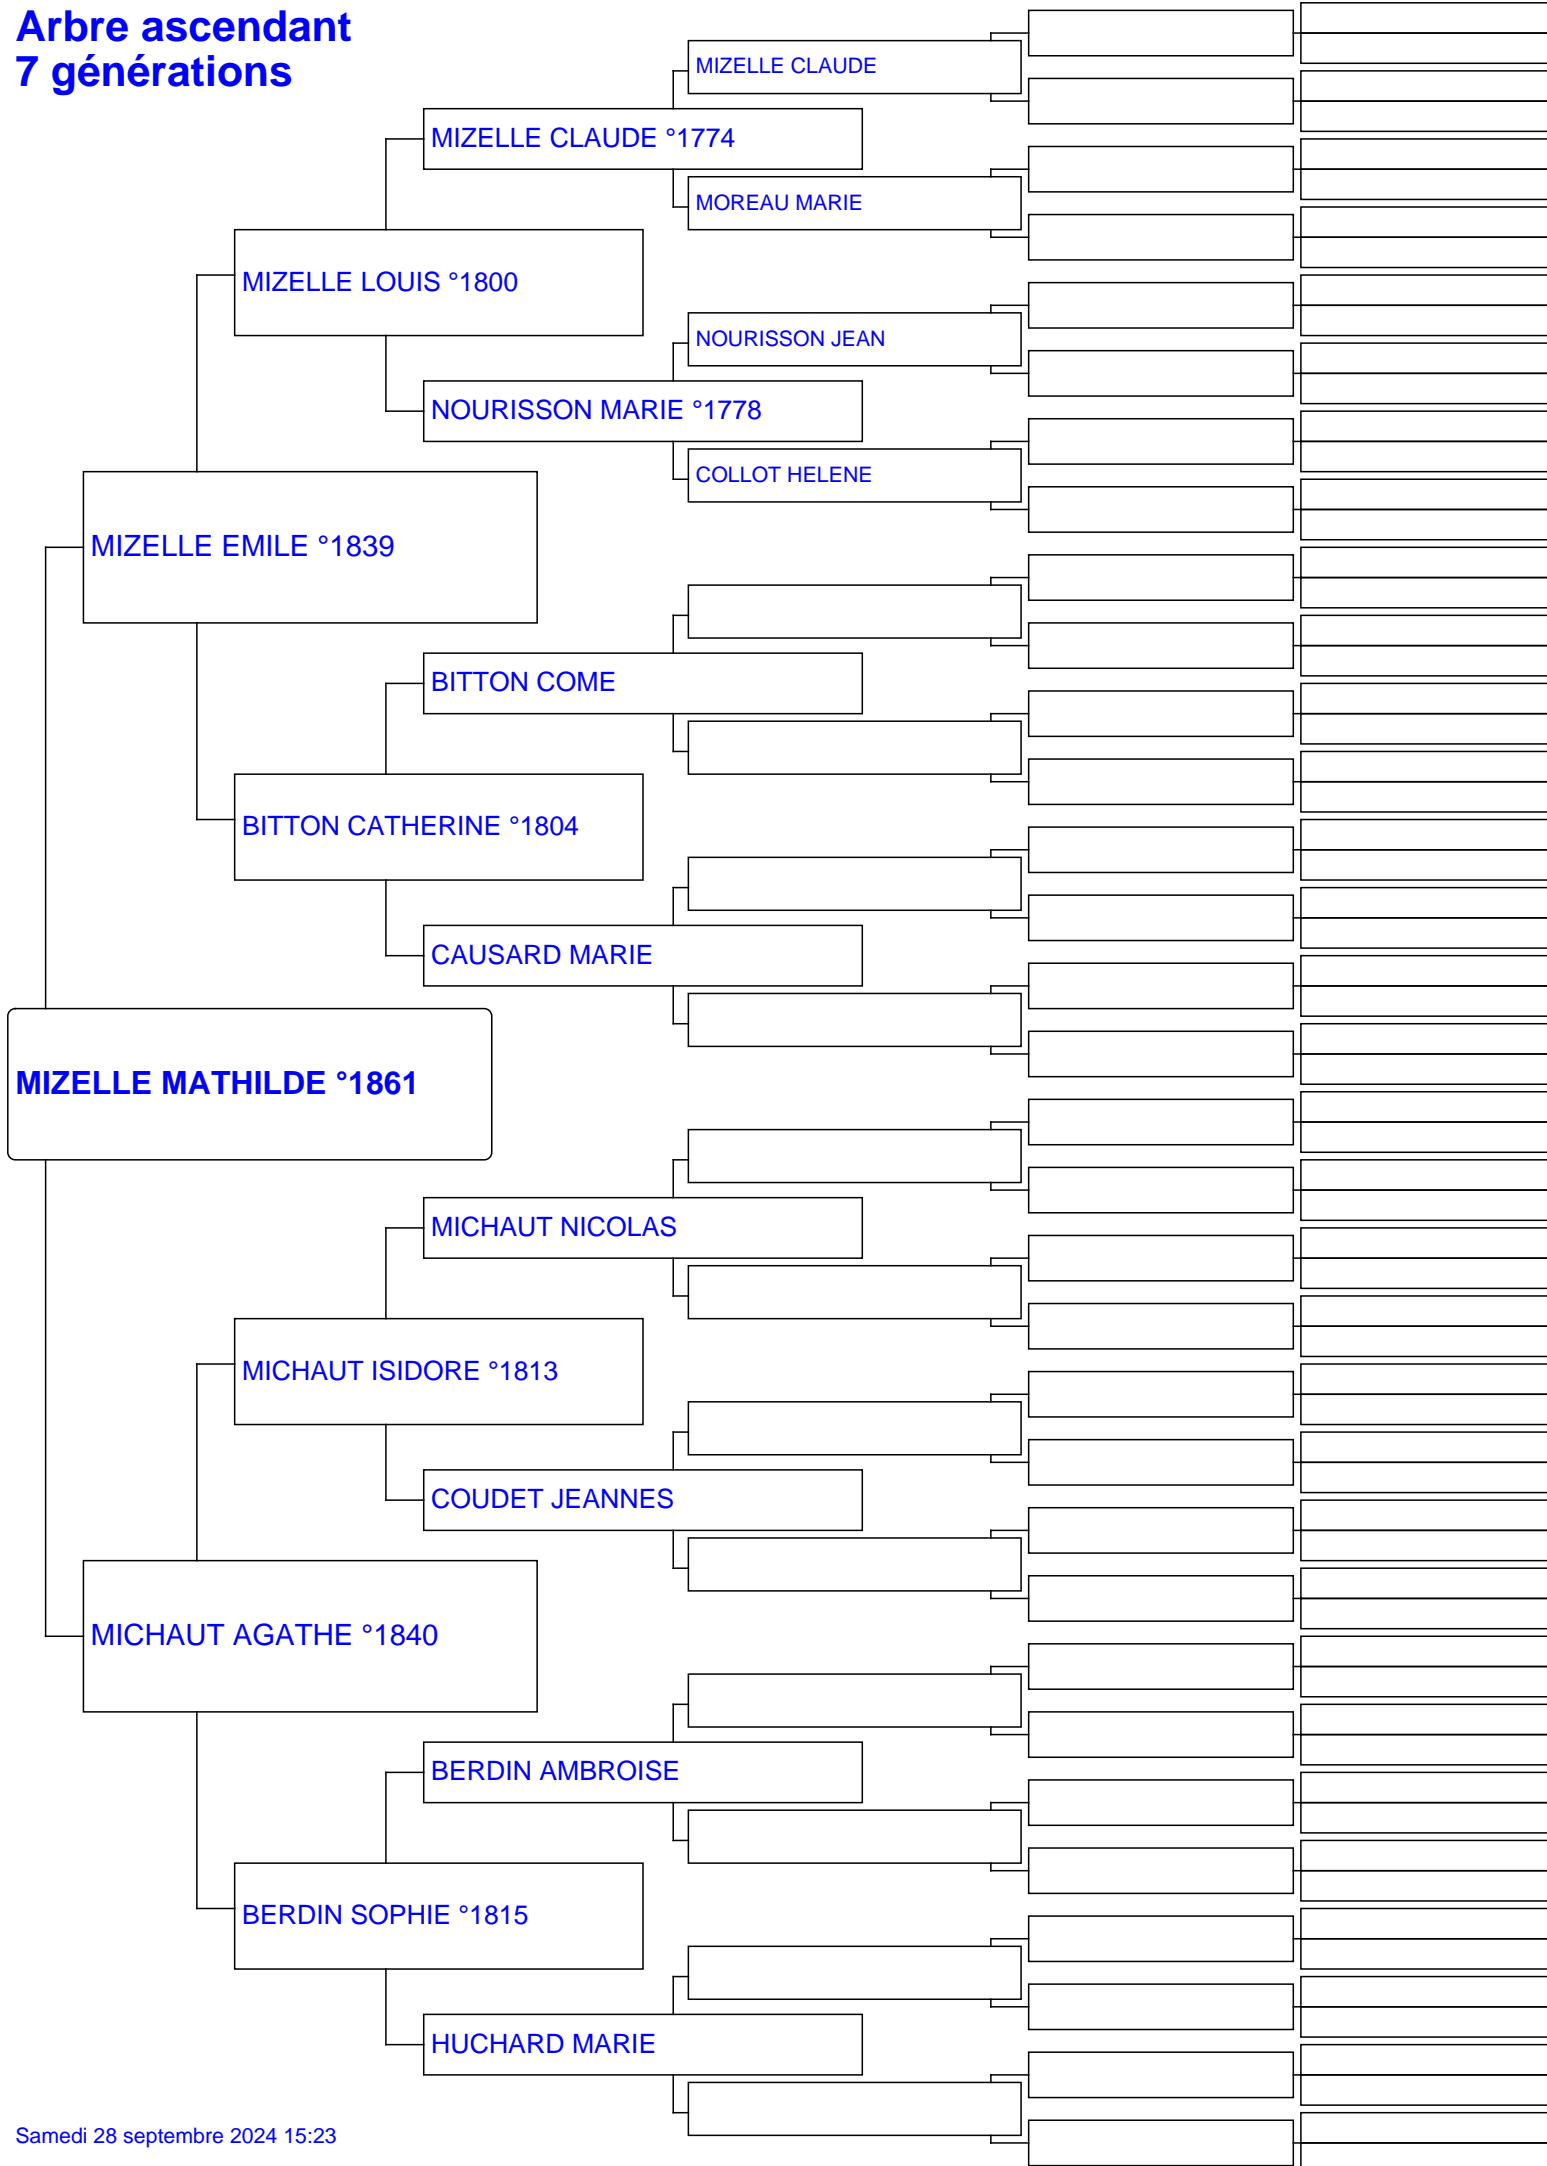 Arbre ascendant
7 générations
MIZELLE CLAUDE
MIZELLE CLAUDE °1774
MOREAU MARIE
MIZELLE LOUIS °1800
NOURISSON JEAN
NOURISSON MARIE °1778
COLLOT HELENE
MIZELLE EMILE °1839
BITTON COME
BITTON CATHERINE °1804
CAUSARD MARIE
MIZELLE MATHILDE °1861
MICHAUT NICOLAS
MICHAUT ISIDORE °1813
COUDET JEANNES
MICHAUT AGATHE °1840
BERDIN AMBROISE
BERDIN SOPHIE °1815
HUCHARD MARIE
Samedi 28 septembre 2024 15:23